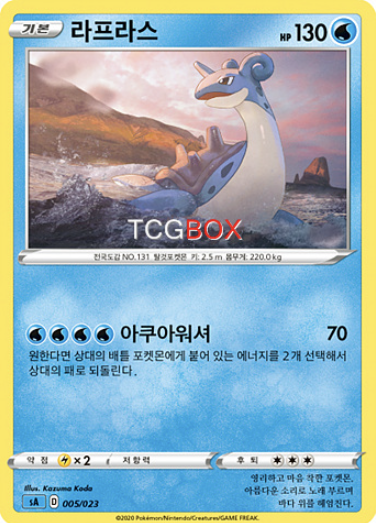 기본 라프라스 HP 130
TCGBOX
전국도감 NO.131 탈것포켓몬 키: 2.5 m 몸무게: 220.0 kg
아쿠아워셔 70
원한다면 상대의 배틀 포켓몬에게 붙어 있는 에너지를 2개 선택해서
상대의 패로 되돌린다.
약점 ×2 저항력 후퇴
Illus. Kazuma Koda
영리하고 마음 착한 포켓몬.
아름다운 소리로 노래 부르며
바다 위를 헤엄친다.
sA D 005/023
©2020 Pokémon/Nintendo/Creatures/GAME FREAK.